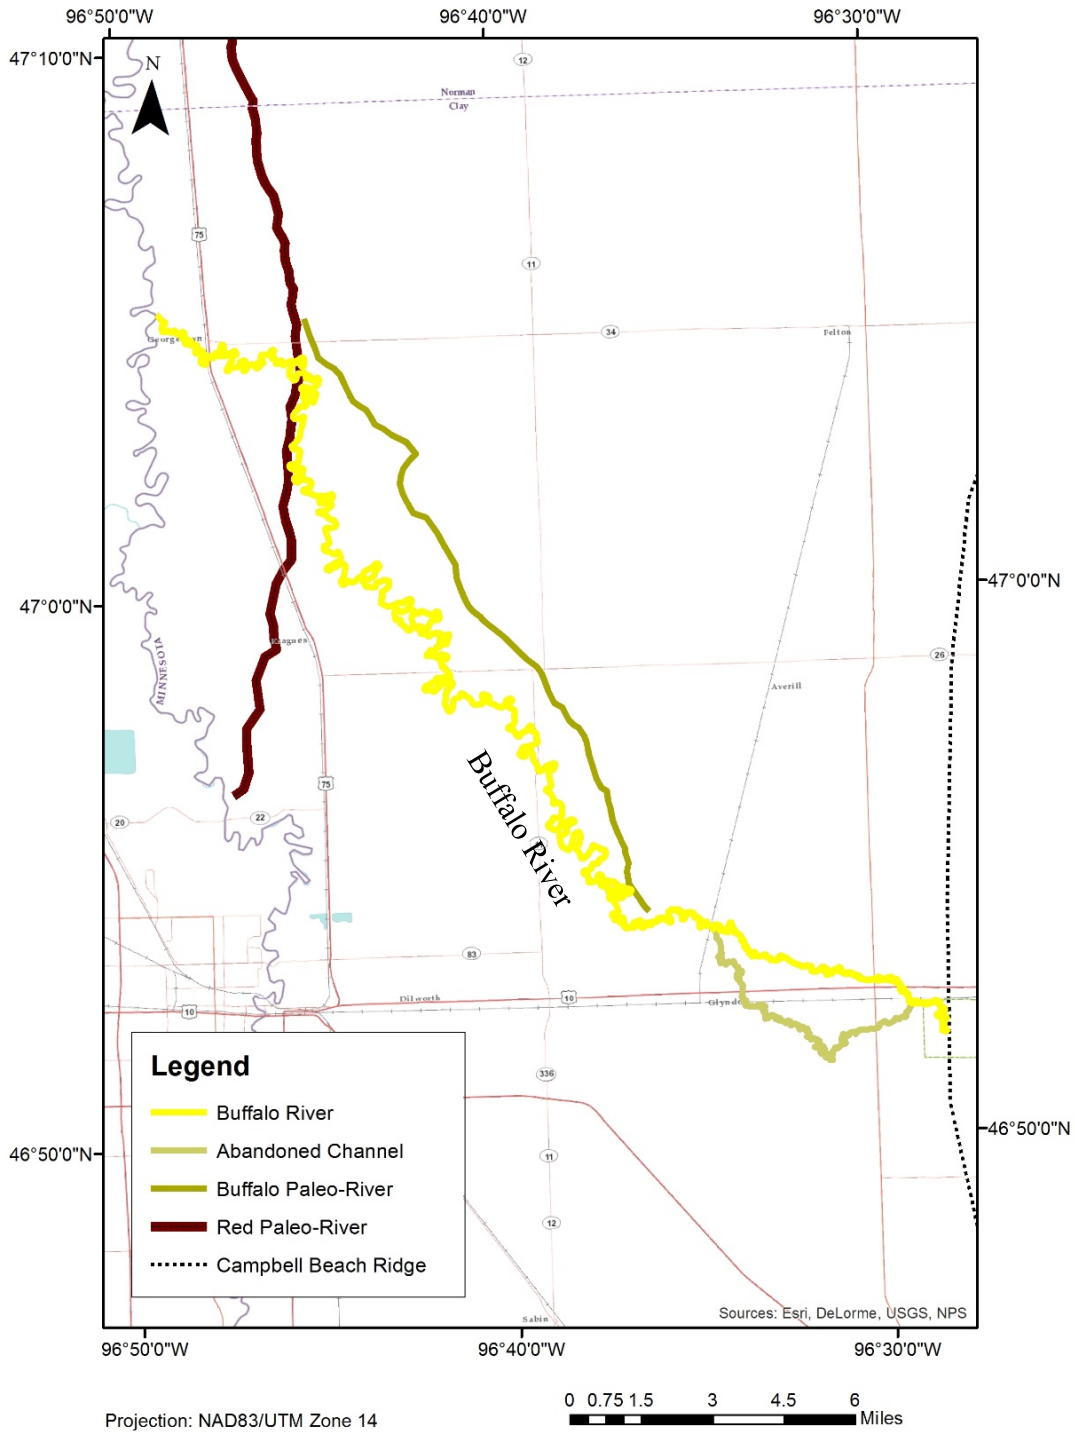 96°50'0"W 96°40'0"W 96°30'0"W
47°10'0"N
N
12
Norman
Clay
75
11
34
Felton
47°0'0"N
47°0'0"N
26
MINNESOTA
Kragnes
Averill
75
20
22
Buffalo River
83
Dilworth
10
10
336
11
12
Legend
Buffalo River
Abandoned Channel
Buffalo Paleo-River
Red Paleo-River
Campbell Beach Ridge
46°50'0"N
46°50'0"N
Sabin
Sources: Esri, DeLorme, USGS, NPS
96°50'0"W 96°40'0"W 96°30'0"W
0 0.75 1.5 3 4.5 6
Miles
Projection: NAD83/UTM Zone 14